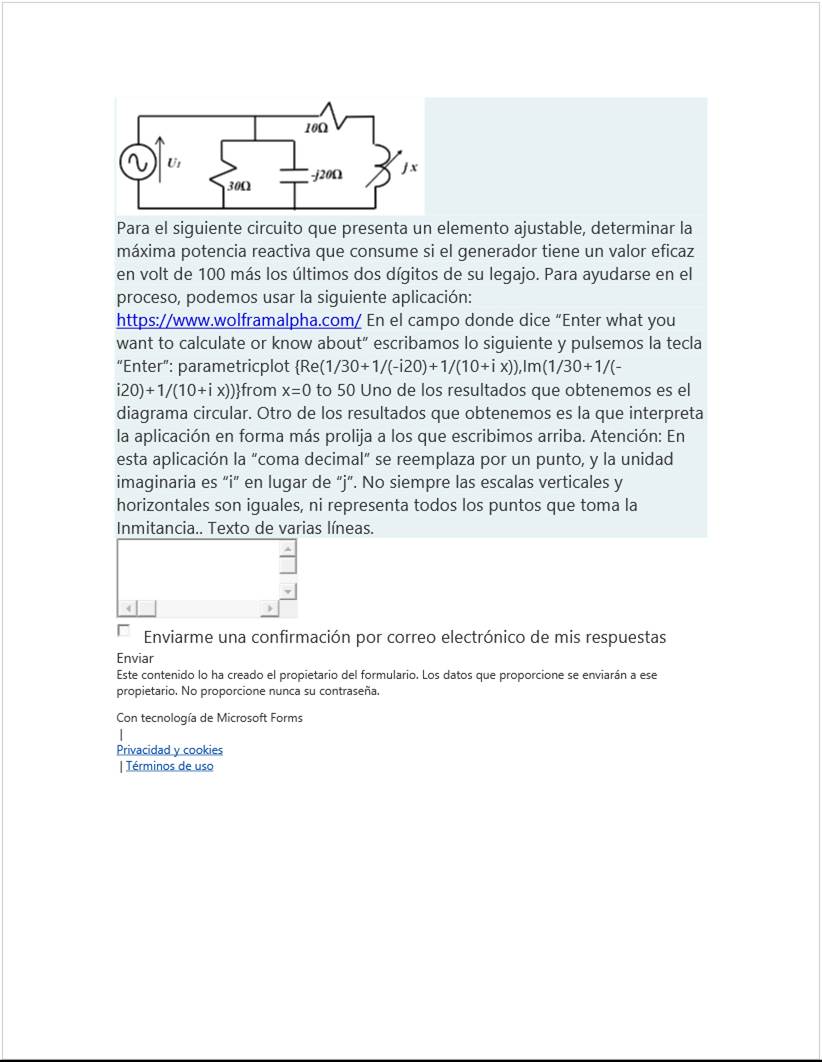 10Ω
U₁
30Ω
-j20Ω
jx
Para el siguiente circuito que presenta un elemento ajustable, determinar la
máxima potencia reactiva que consume si el generador tiene un valor eficaz
en volt de 100 más los últimos dos dígitos de su legajo. Para ayudarse en el
proceso, podemos usar la siguiente aplicación:
https://www.wolframalpha.com/ En el campo donde dice “Enter what you
want to calculate or know about” escribamos lo siguiente y pulsemos la tecla
“Enter”: parametricplot {Re(1/30+1/(-i20)+1/(10+i x)),Im(1/30+1/(-
i20)+1/(10+i x))}from x=0 to 50 Uno de los resultados que obtenemos es el
diagrama circular. Otro de los resultados que obtenemos es la que interpreta
la aplicación en forma más prolija a los que escribimos arriba. Atención: En
esta aplicación la “coma decimal” se reemplaza por un punto, y la unidad
imaginaria es “i” en lugar de “j”. No siempre las escalas verticales y
horizontales son iguales, ni representa todos los puntos que toma la
Inmitancia.. Texto de varias líneas.
Enviarme una confirmación por correo electrónico de mis respuestas
Enviar
Este contenido lo ha creado el propietario del formulario. Los datos que proporcione se enviarán a ese
propietario. No proporcione nunca su contraseña.
Con tecnología de Microsoft Forms
|
Privacidad y cookies
| Términos de uso